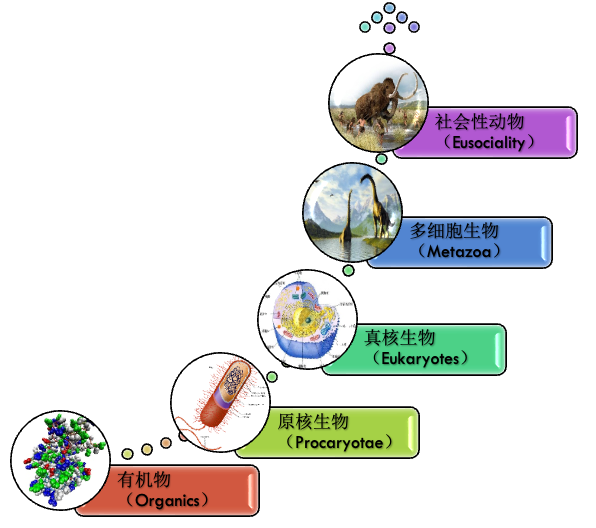 社会性动物
（Eusociality）
多细胞生物
（Metazoa）
真核生物
（Eukaryotes）
原核生物
（Procaryotae）
有机物
（Organics）